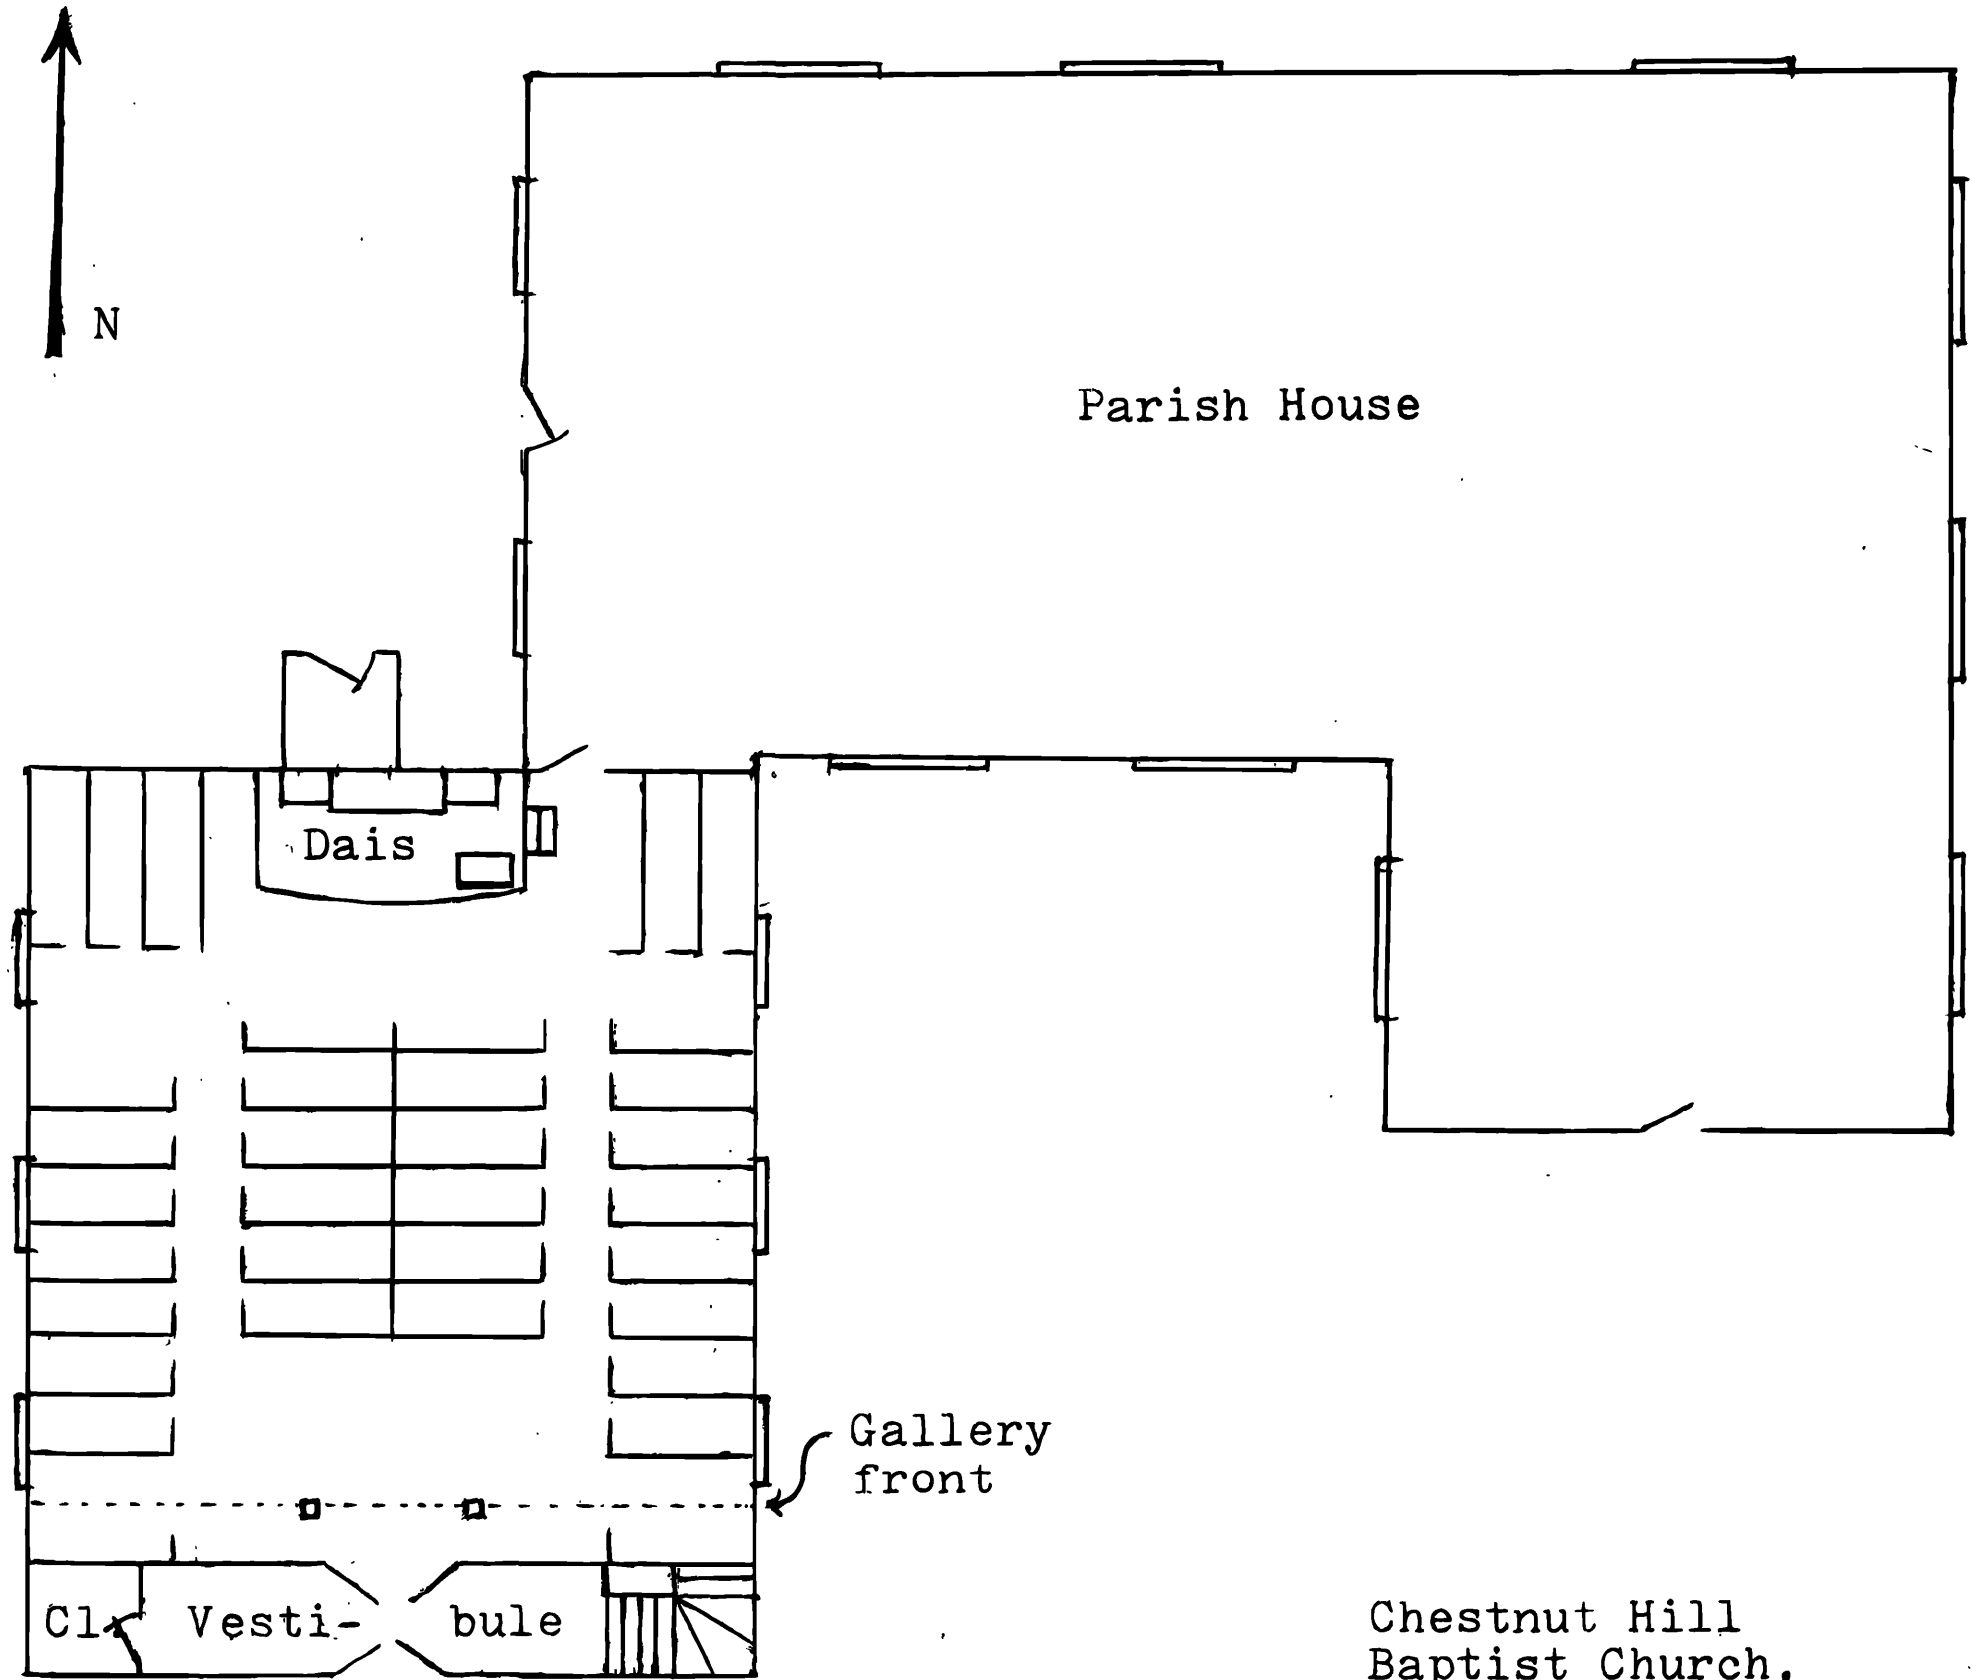 N
Parish House
Dais
Gallery
front
Cl
Vesti-
bule
Chestnut Hill
Baptist Church.